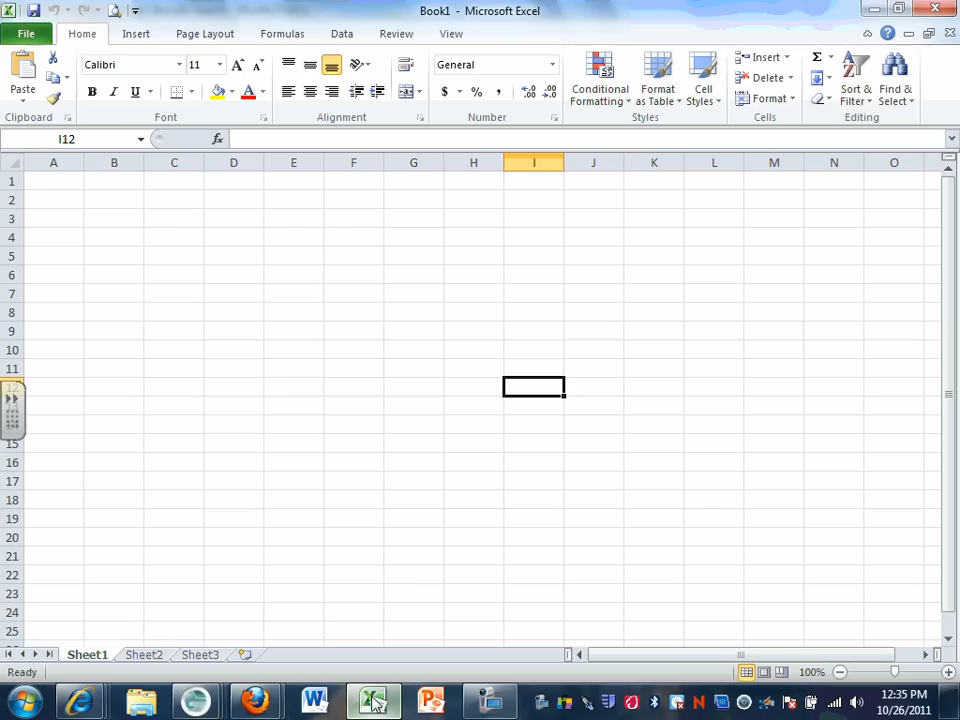 Book1 - Microsoft Excel
File Home Insert Page Layout Formulas Data Review View
Calibri 11 General Insert Σ
Paste Delete
B I U A $ % , Conditional Formatting Format as Table Cell Styles Format Sort & Filter Find & Select
Clipboard Font Alignment Number Styles Cells Editing
I12 fx
A B C D E F G H I J K L M N O
1
2
3
4
5
6
7
8
9
10
11
12
15
16
17
18
19
20
21
22
23
24
25
Sheet1 Sheet2 Sheet3
Ready 100%
12:35 PM
10/26/2011